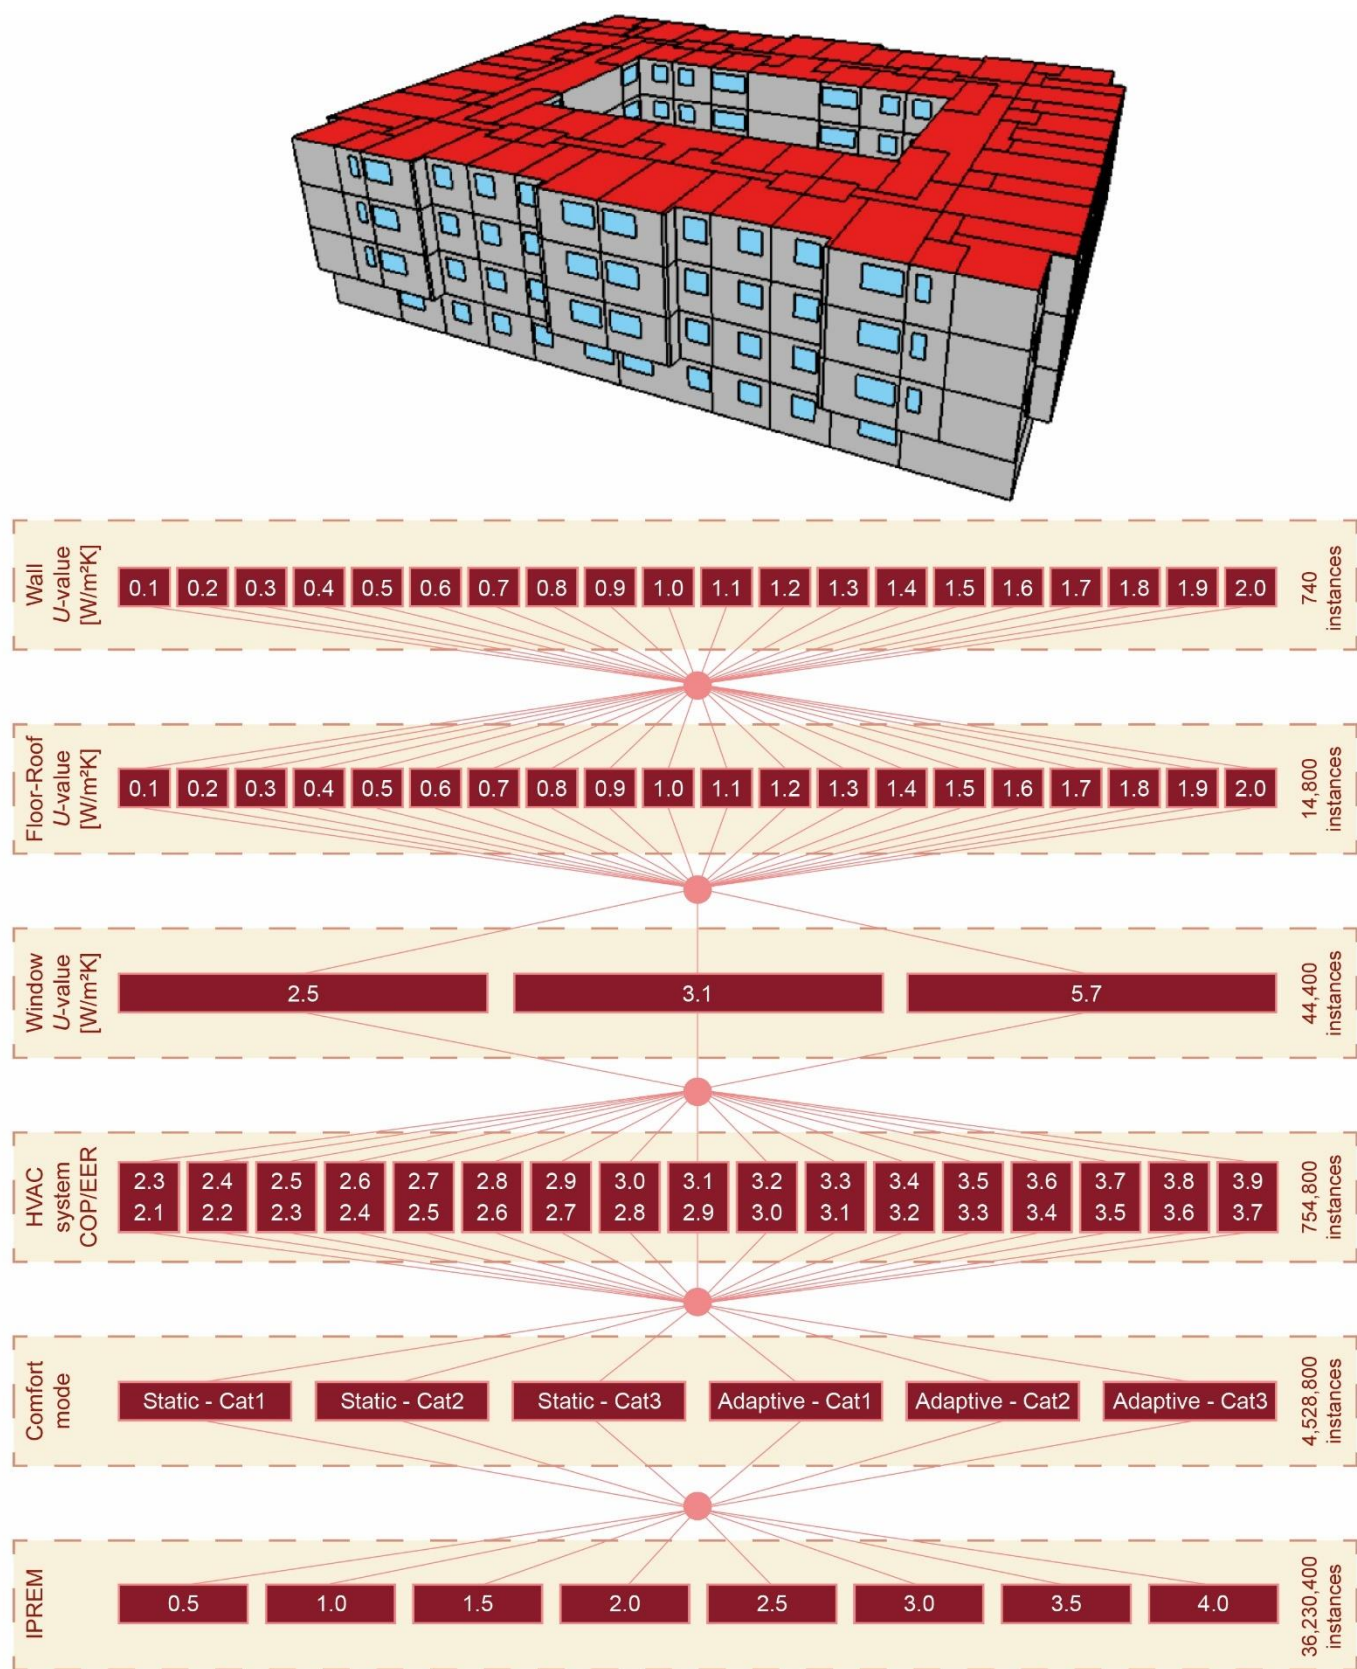 Wall
U-value
[W/m²K]
0.1 0.2 0.3 0.4 0.5 0.6 0.7 0.8 0.9 1.0 1.1 1.2 1.3 1.4 1.5 1.6 1.7 1.8 1.9 2.0
740
instances
Floor-Roof
U-value
[W/m²K]
0.1 0.2 0.3 0.4 0.5 0.6 0.7 0.8 0.9 1.0 1.1 1.2 1.3 1.4 1.5 1.6 1.7 1.8 1.9 2.0
14,800
instances
Window
U-value
[W/m²K]
2.5 3.1 5.7
44,400
instances
HVAC
system
COP/EER
2.3 2.4 2.5 2.6 2.7 2.8 2.9 3.0 3.1 3.2 3.3 3.4 3.5 3.6 3.7 3.8 3.9
2.1 2.2 2.3 2.4 2.5 2.6 2.7 2.8 2.9 3.0 3.1 3.2 3.3 3.4 3.5 3.6 3.7
754,800
instances
Comfort
mode
Static - Cat1 Static - Cat2 Static - Cat3 Adaptive - Cat1 Adaptive - Cat2 Adaptive - Cat3
4,528,800
instances
IPREM
0.5 1.0 1.5 2.0 2.5 3.0 3.5 4.0
36,230,400
instances